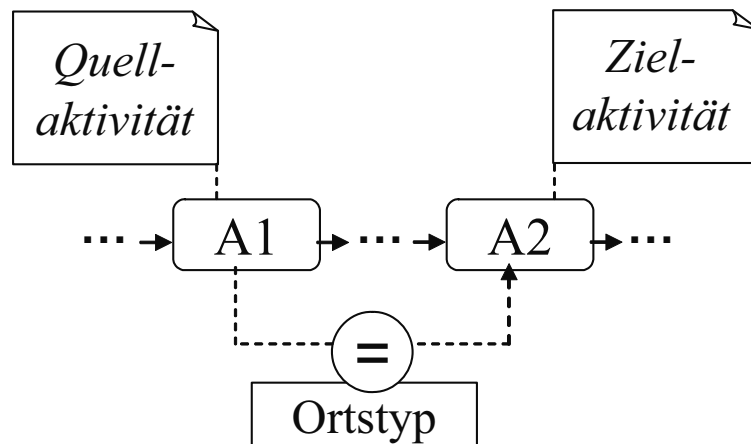 Quell-
aktivität
Ziel-
aktivität
... A1 ... A2 ...
=
Ortstyp